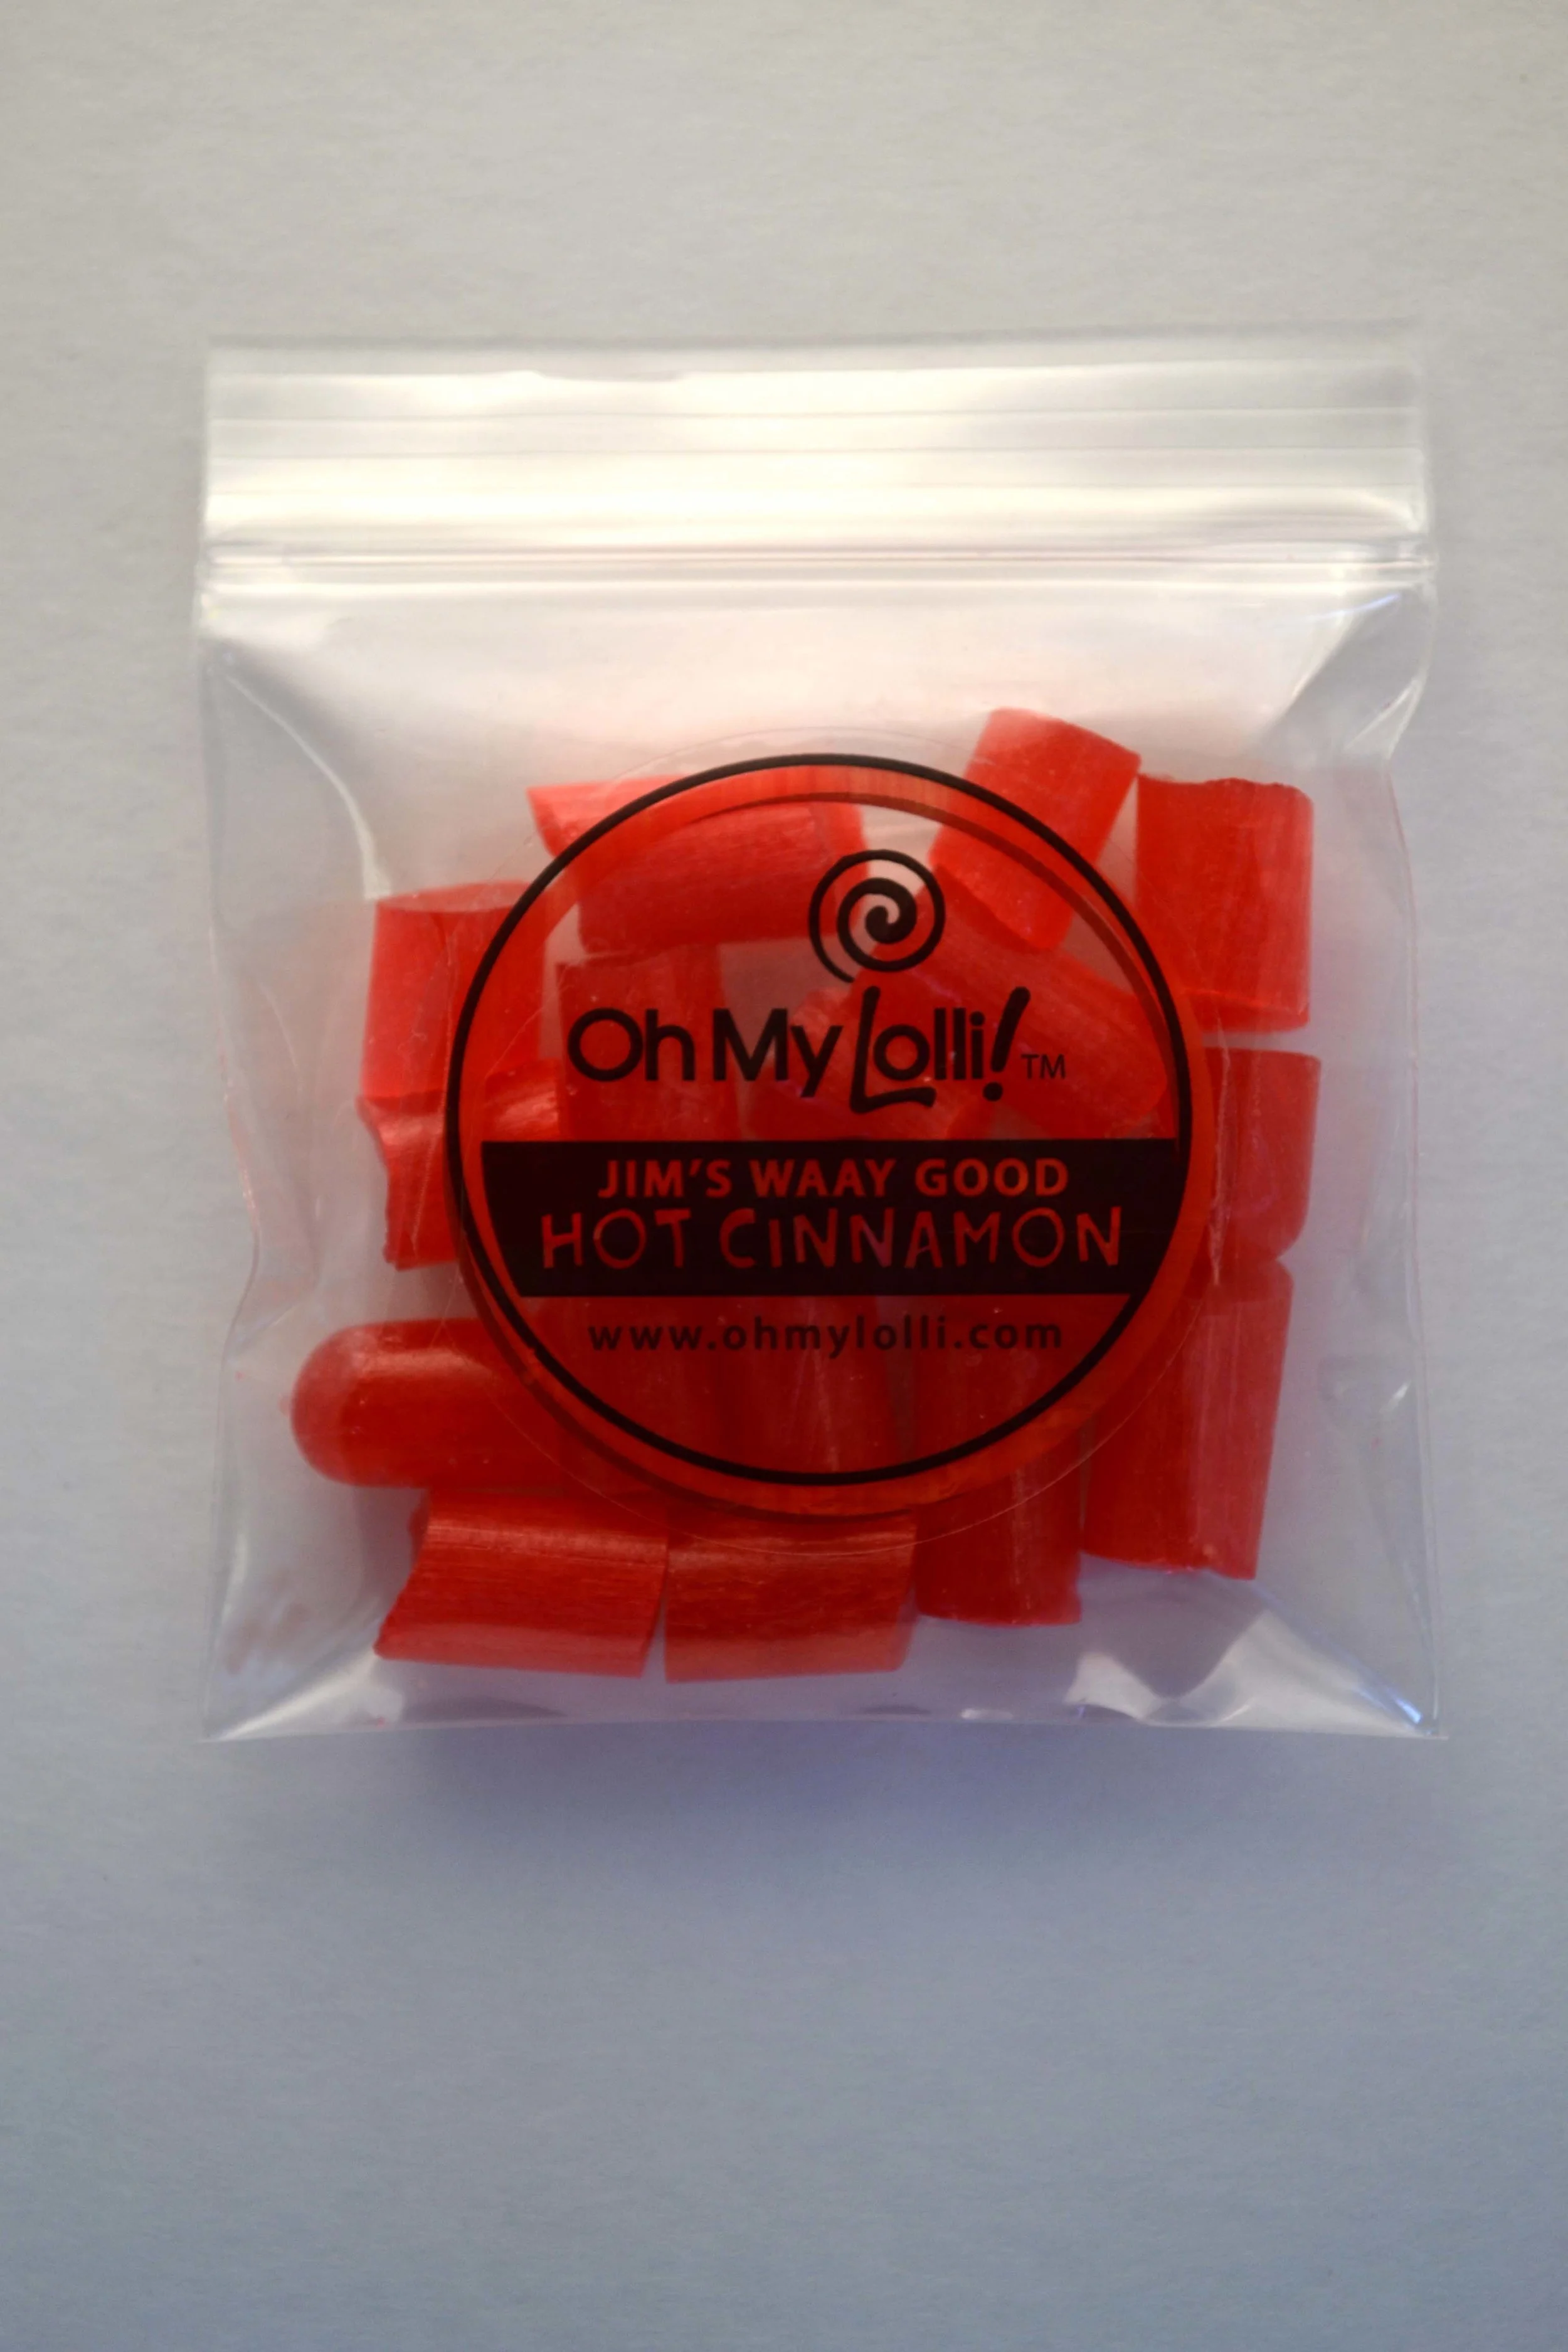 Oh My Lolli! TM
JIM'S WAAY GOOD
HOT CINNAMON
www.ohmylolli.com